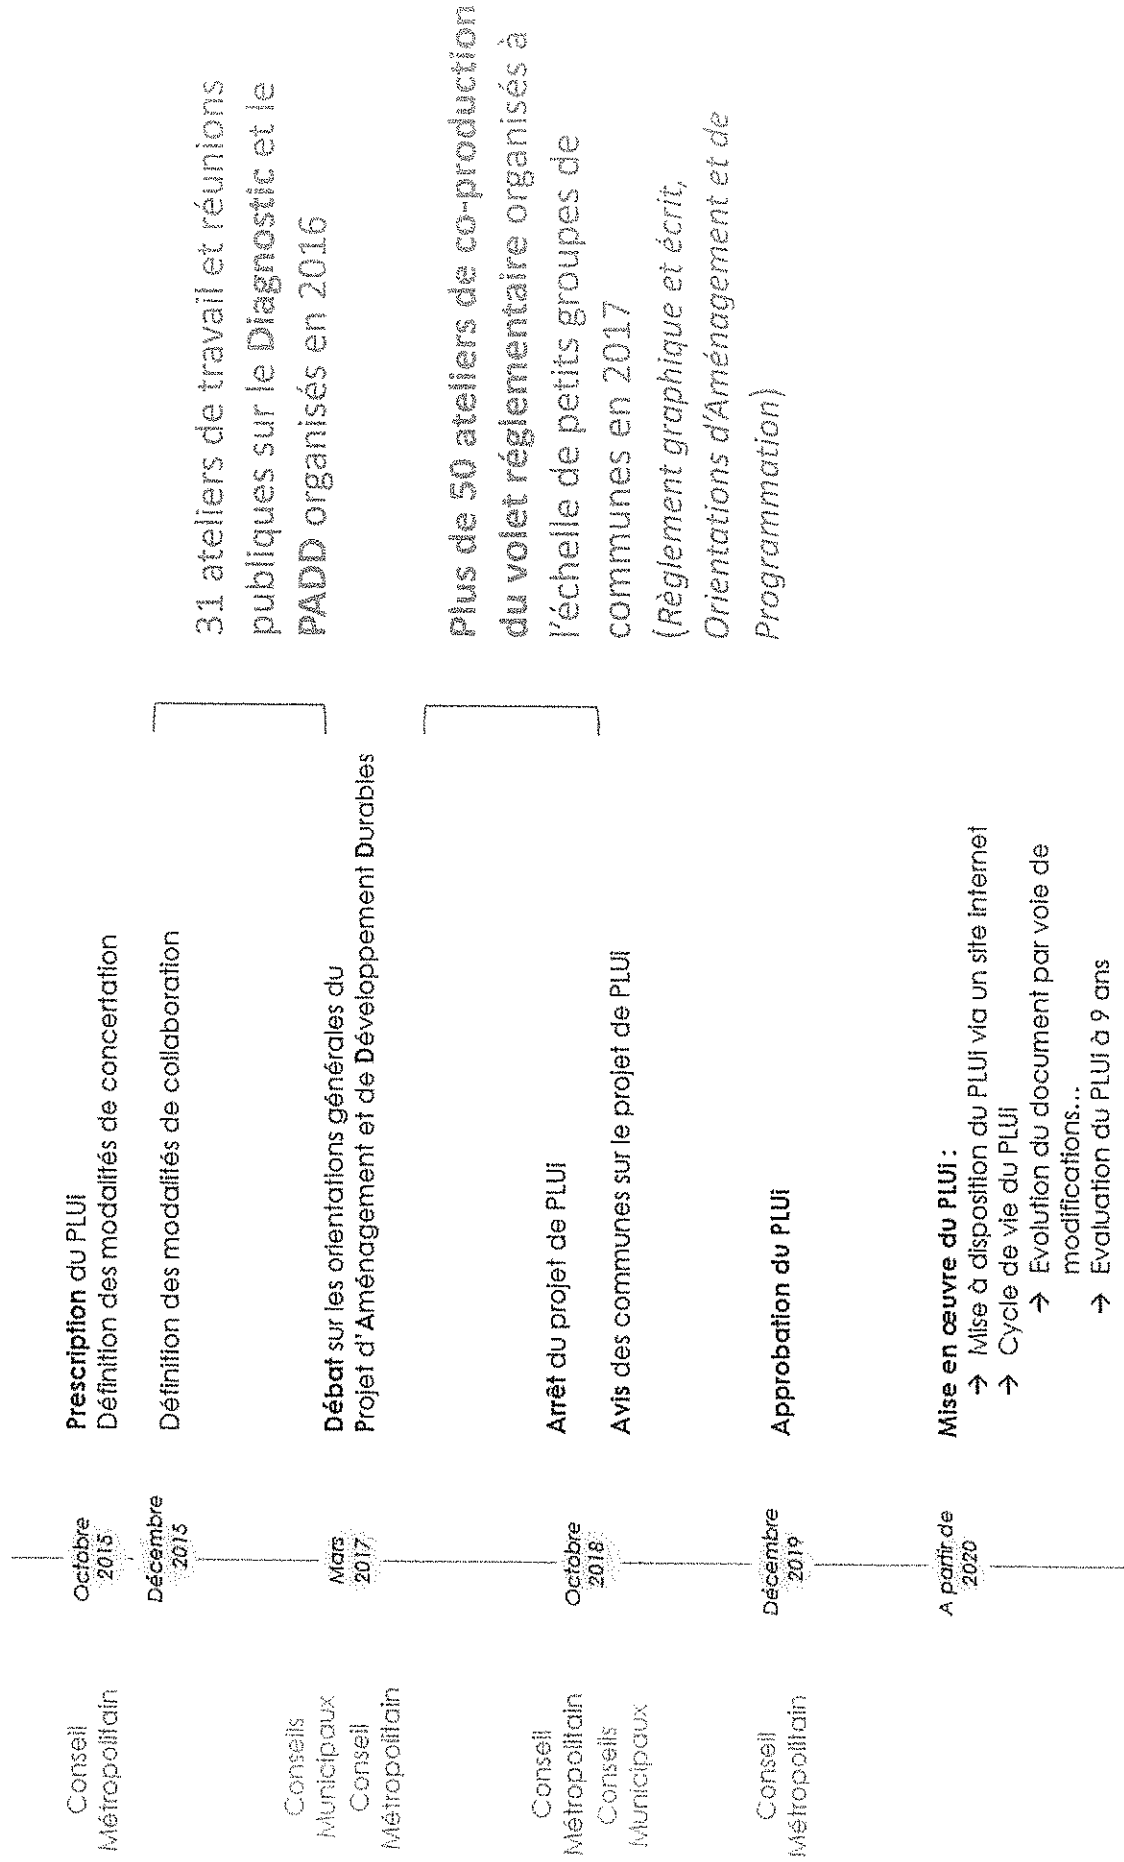 Conseil
Métropolitain
Octobre
2015
Prescription du PLUi
Définition des modalités de concertation
Décembre
2015
Définition des modalités de collaboration
31 ateliers de travail et réunions
publiques sur le Diagnostic et le
PADD organisés en 2016
Conseils
Municipaux
Conseil
Métropolitain
Mars
2017
Débat sur les orientations générales du
Projet d'Aménagement et de Développement Durables
Plus de 50 ateliers de co-production
du volet réglementaire organisés à
l'échelle de petits groupes de
communes en 2017
(Règlement graphique et écrit,
Orientations d'Aménagement et de
Programmation)
Conseil
Métropolitain
Conseils
Municipaux
Octobre
2018
Arrêt du projet de PLUi
Avis des communes sur le projet de PLUi
Conseil
Métropolitain
Décembre
2019
Approbation du PLUi
A partir de
2020
Mise en œuvre du PLUi :
→ Mise à disposition du PLUi via un site internet
→ Cycle de vie du PLUi
→ Evolution du document par voie de
modifications...
→ Evaluation du PLUi à 9 ans